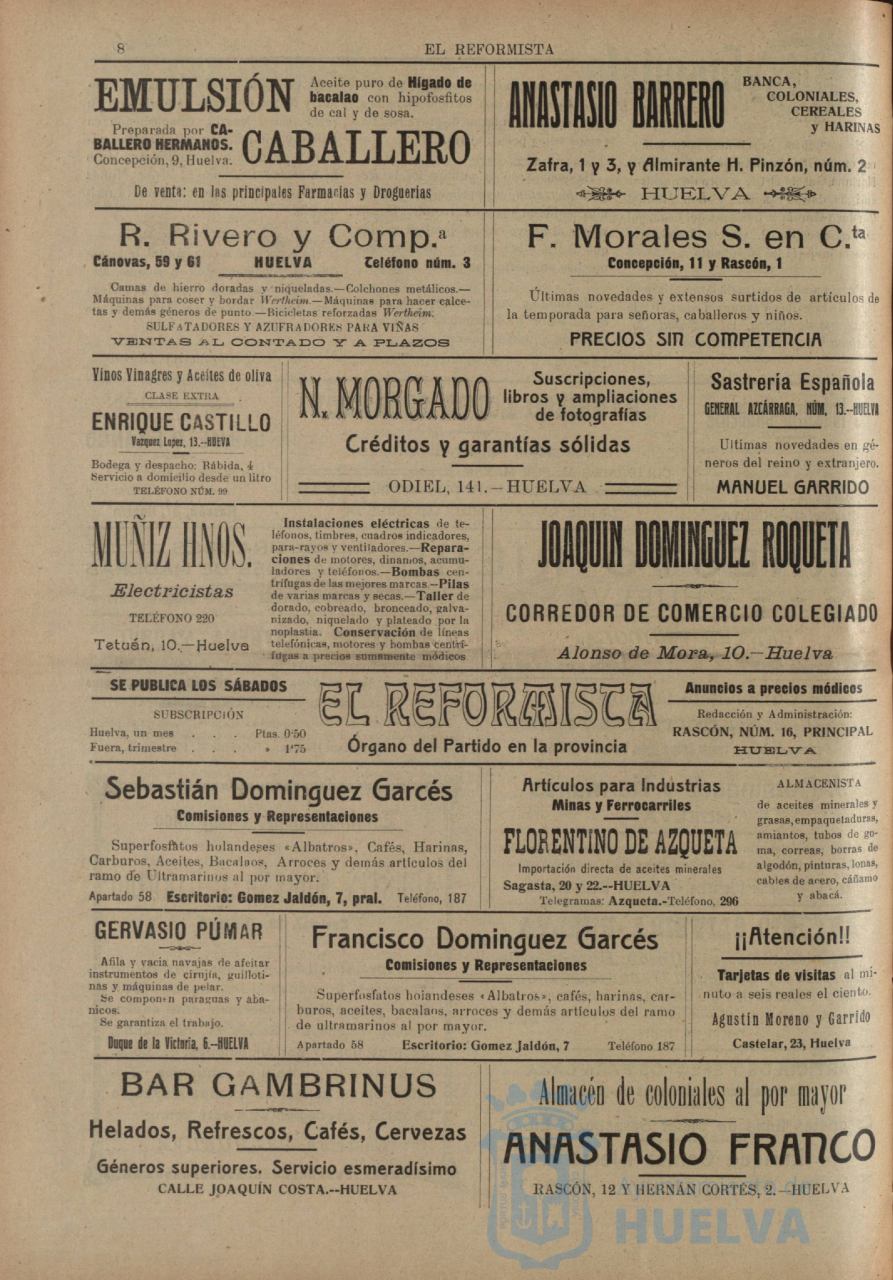 8
EL REFORMISTA
EMULSIÓN
Aceite puro de Hígado de
bacalao con hipofosfitos
de cal y de sosa.
Preparada por CA-
BALLERO HERMANOS.
Concepción, 9, Huelva.
CABALLERO
De venta: en las principales Farmacias y Droguerias
ANASTASIO BARRERO
BANCA,
COLONIALES,
CEREALES
y HARINAS
Zafra, 1 y 3, y Almirante H. Pinzón, núm. 2
HUELVA
R. Rivero y Comp.ª
Cánovas, 59 y 61 HUELVA Teléfono núm. 3
Camas de hierro doradas y niqueladas.—Colchones metálicos.—
Máquinas para coser y bordar Wertheim.—Máquinas para hacer calce-
tas y demás géneros de punto.—Bicicletas reforzadas Wertheim.
SULFATADORES Y AZUFRADORES PARA VIÑAS
VENTAS AL CONTADO Y A PLAZOS
F. Morales S. en C.ta
Concepción, 11 y Rascón, 1
Últimas novedades y extensos surtidos de artículos de
la temporada para señoras, caballeros y niños.
PRECIOS SIN COMPETENCIA
Vinos Vinagres y Aceites de oliva
CLASE EXTRA
ENRIQUE CASTILLO
Vazquez Lopez, 13.--HUEVA
Bodega y despacho: Rábida, 4
Servicio a domicilio desde un litro
TELÉFONO NÚM. 99
N. MORGADO
Suscripciones,
libros y ampliaciones
de fotografías
Créditos y garantías sólidas
ODIEL, 141.—HUELVA
Sastrería Española
GENERAL AZCÁRRAGA, NÚM, 13.--HUELVA
Ultimas novedades en gé-
neros del reino y extranjero.
MANUEL GARRIDO
MUÑIZ HNOS.
Electricistas
TELÉFONO 220
Tetuán, 10.—Huelva
Instalaciones eléctricas de te-
léfonos, timbres, cuadros indicadores,
para-rayos y ventiladores.—Repara-
ciones de motores, dinamos, acumu-
ladores y teléfonos.—Bombas cen-
trífugas de las mejores marcas.—Pilas
de varias marcas y secas.—Taller de
dorado, cobreado, bronceado, galva-
nizado, niquelado y plateado por la
noplastia. Conservación de líneas
telefónicas, motores y bombas centrí-
fugas a precios sumamente módicos
JOAQUIN DOMINGUEZ ROQUETA
CORREDOR DE COMERCIO COLEGIADO
Alonso de Mora, 10.—Huelva
SE PUBLICA LOS SÁBADOS
SUBSCRIPCIÓN
Huelva, un mes . . . Ptas. 0'50
Fuera, trimestre . . . » 1'75
EL REFORMISTA
Órgano del Partido en la provincia
Anuncios a precios módicos
Redacción y Administración:
RASCÓN, NÚM. 16, PRINCIPAL
HUELVA
Sebastián Dominguez Garcés
Comisiones y Representaciones
Superfosfatos holandeses «Albatros», Cafés, Harinas,
Carburos, Aceites, Bacalaos, Arroces y demás artículos del
ramo de Ultramarinos al por mayor.
Apartado 58 Escritorio: Gomez Jaldón, 7, pral. Teléfono, 187
Artículos para Industrias
Minas y Ferrocarriles
FLORENTINO DE AZQUETA
Importación directa de aceites minerales
Sagasta, 20 y 22.--HUELVA
Telegramas: Azqueta.-Teléfono, 296
ALMACENISTA
de aceites minerales y
grasas, empaquetaduras,
amiantos, tubos de go-
ma, correas, borras de
algodón, pinturas, lonas,
cables de acero, cáñamo
y abacá.
GERVASIO PÚMAR
Afila y vacia navajas de afeitar
instrumentos de cirujía, guilloti-
nas y máquinas de pelar.
Se componen paraguas y aba-
nicos.
Se garantiza el trabajo.
Duque de la Victoria, 6.--HUELVA
Francisco Dominguez Garcés
Comisiones y Representaciones
Superfosfatos holandeses «Albatros», cafés, harinas, car-
buros, aceites, bacalaos, arroces y demás artículos del ramo
de ultramarinos al por mayor.
Apartado 58 Escritorio: Gomez Jaldón, 7 Teléfono 187
¡¡Atención!!
Tarjetas de visitas al mi-
nuto a seis reales el ciento.
Agustín Moreno y Garrido
Castelar, 23, Huelva
BAR GAMBRINUS
Helados, Refrescos, Cafés, Cervezas
Géneros superiores. Servicio esmeradísimo
CALLE JOAQUÍN COSTA.--HUELVA
Almacén de coloniales al por mayor
ANASTASIO FRANCO
RASCÓN, 12 Y HERNÁN CORTÉS, 2.—HUELVA
HUELVA